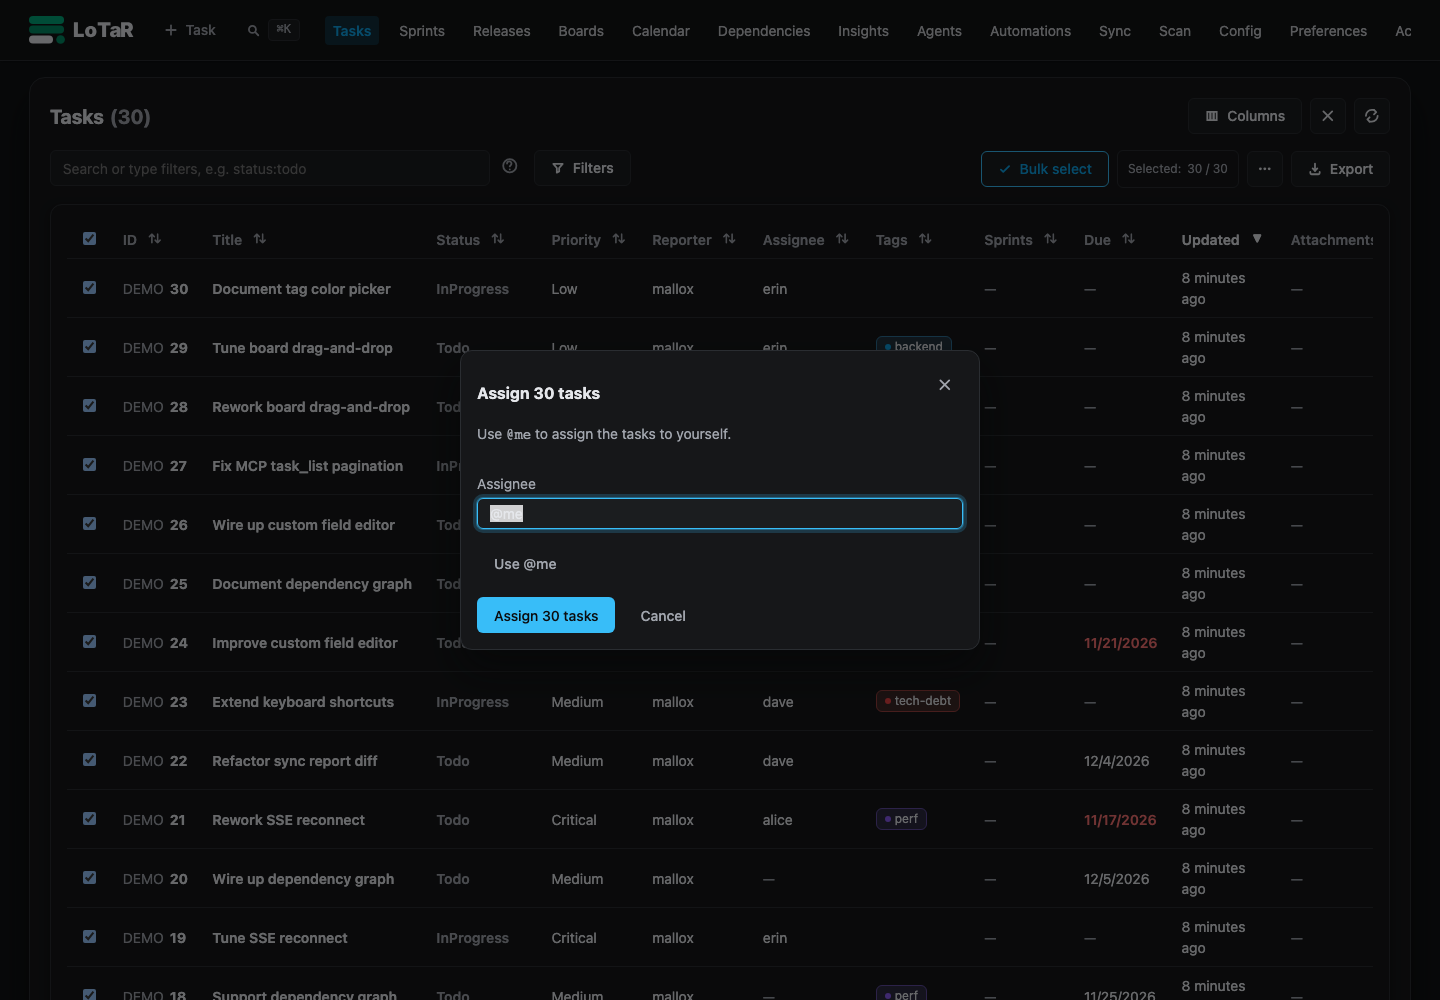 LoTaR
Task
⌘K
Tasks
Sprints
Releases
Boards
Calendar
Dependencies
Insights
Agents
Automations
Sync
Scan
Config
Preferences
Ac
Tasks (30)
Columns
Search or type filters, e.g. status:todo
Filters
Bulk select
Selected: 30 / 30
Export
ID Title Status Priority Reporter Assignee Tags Sprints Due Updated ▼ Attachments
DEMO 30 Document tag color picker InProgress Low mallox erin — — 8 minutes ago —
DEMO 29 Tune board drag-and-drop Todo Low mallox erin backend — — 8 minutes ago —
DEMO 28 Rework board drag-and-drop Tod — — 8 minutes ago —
DEMO 27 Fix MCP task_list pagination InP — — 8 minutes ago —
DEMO 26 Wire up custom field editor Tod — — 8 minutes ago —
DEMO 25 Document dependency graph Tod — — 8 minutes ago —
DEMO 24 Improve custom field editor Tod — 11/21/2026 8 minutes ago —
DEMO 23 Extend keyboard shortcuts InProgress Medium mallox dave tech-debt — — 8 minutes ago —
DEMO 22 Refactor sync report diff Todo Medium mallox dave — 12/4/2026 8 minutes ago —
DEMO 21 Rework SSE reconnect Todo Critical mallox alice perf — 11/17/2026 8 minutes ago —
DEMO 20 Wire up dependency graph Todo Medium mallox — — 12/5/2026 8 minutes ago —
DEMO 19 Tune SSE reconnect InProgress Critical mallox erin — — 8 minutes ago —
DEMO 18 Support dependency graph Todo Medium mallox — perf — 11/25/2026 8 minutes —
Assign 30 tasks
Use @me to assign the tasks to yourself.
Assignee
@me
Use @me
Assign 30 tasks
Cancel